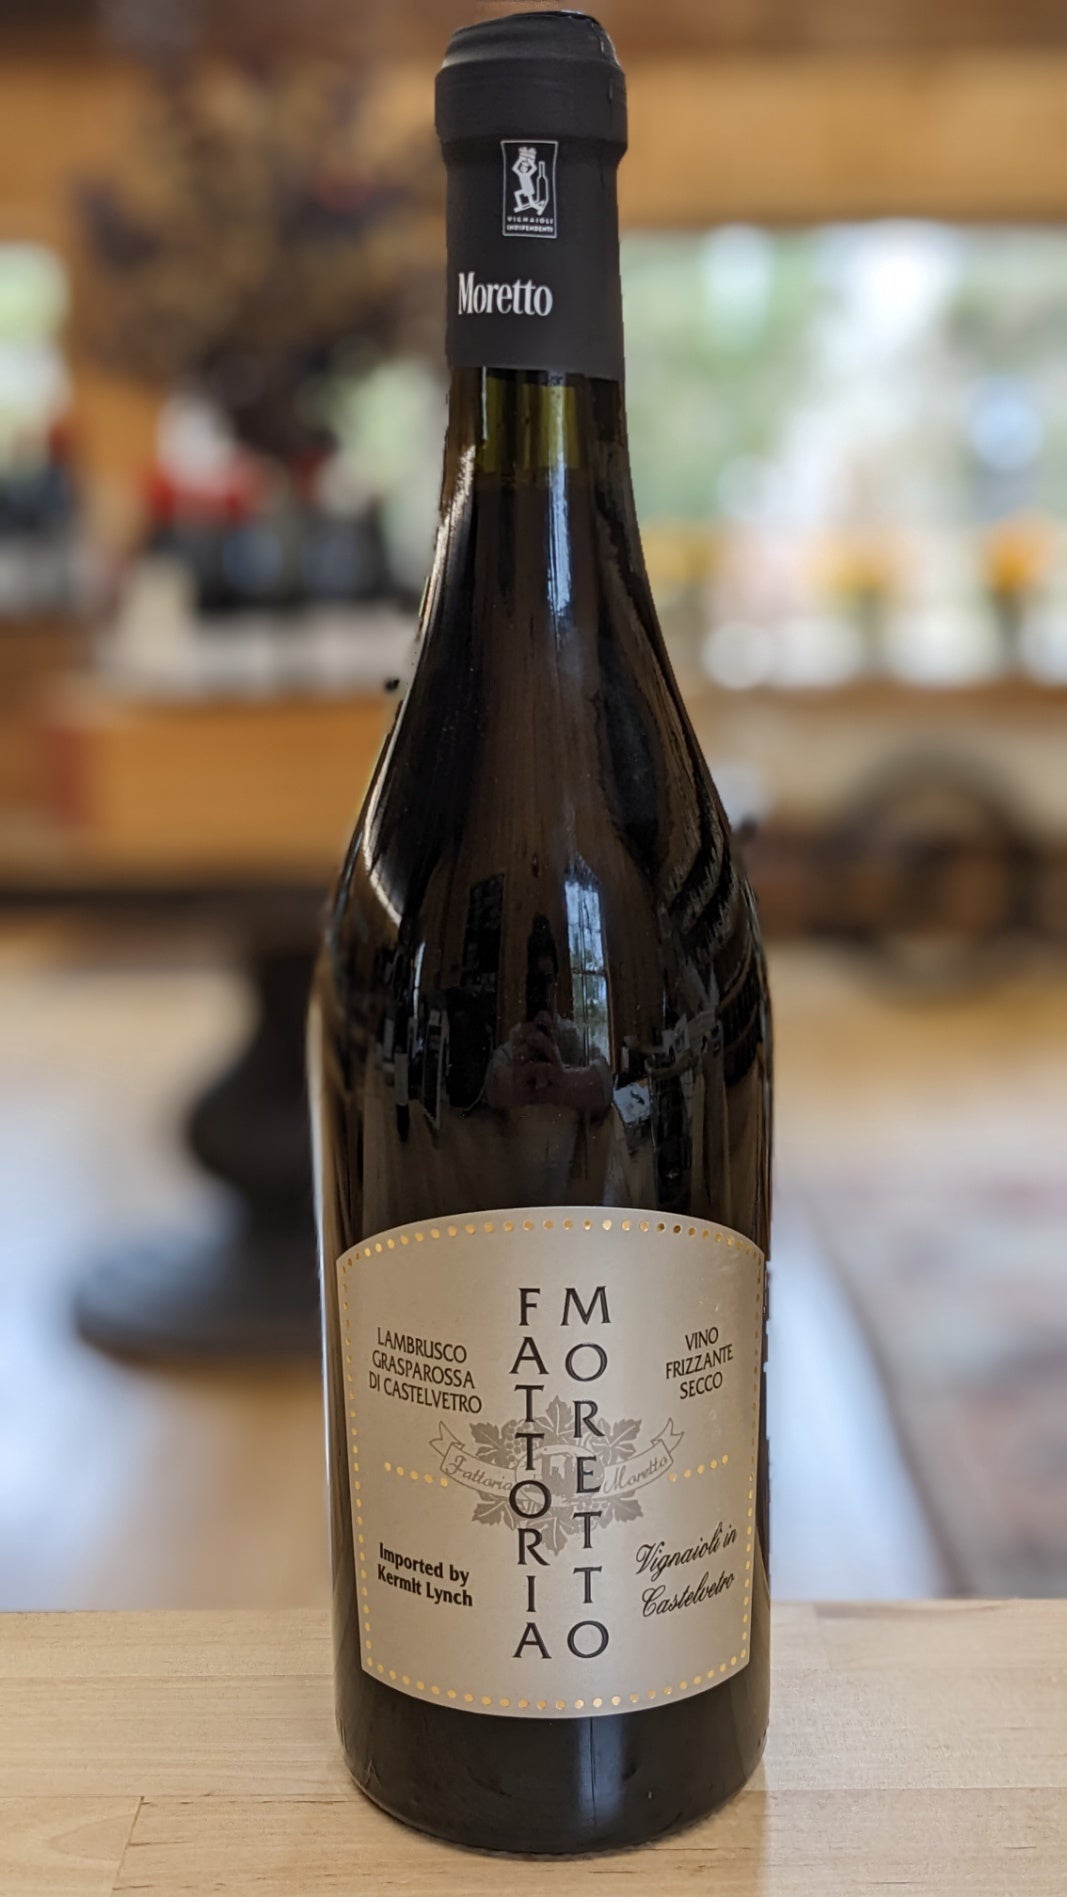 VIGNAIOLI
INDIPENDENTI
Moretto
FATTORIA
MORETTO
LAMBRUSCO
GRASPAROSSA
DI CASTELVETRO
VINO
FRIZZANTE
SECCO
Fattoria Moretto
Imported by
Kermit Lynch
Vignaioli in
Castelvetro